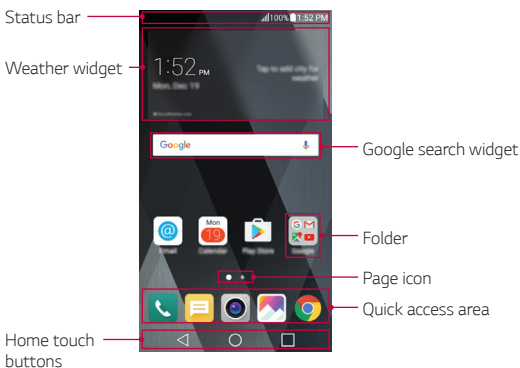 Status bar
100% 1:52 PM
Weather widget
1:52 PM
Tap to add city for
weather
Mon, Dec 19
Google
Google search widget
Mon
19
Email
Calendar
Play Store
Google
Folder
Page icon
Quick access area
Home touch
buttons